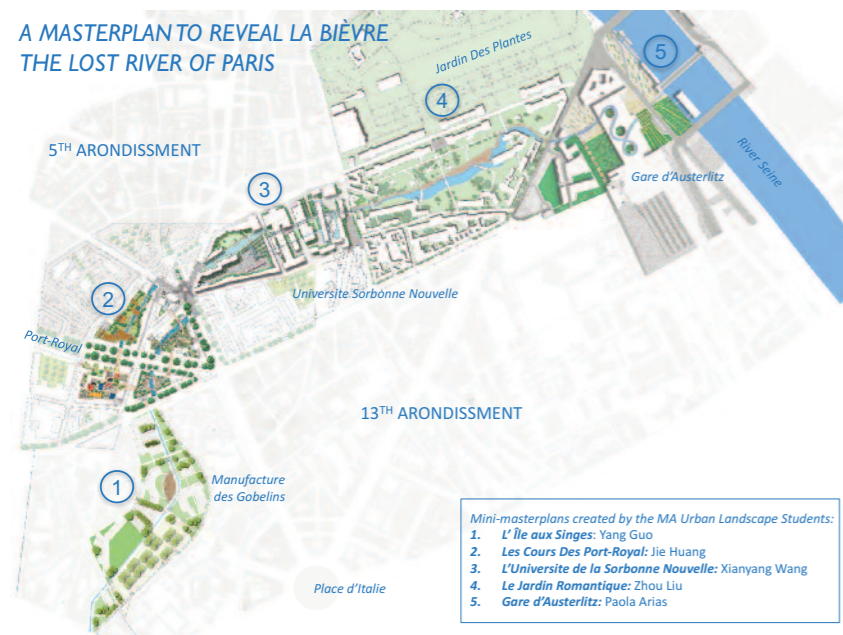 A MASTERPLAN TO REVEAL LA BIÈVRE
THE LOST RIVER OF PARIS
5
Jardin Des Plantes
4
5TH ARONDISSMENT
River Seine
Gare d'Austerlitz
3
Universite Sorbonne Nouvelle
2
Port-Royal
13TH ARONDISSMENT
1
Manufacture
des Gobelins
Place d'Italie
Mini-masterplans created by the MA Urban Landscape Students:
1. L' Île aux Singes: Yang Guo
2. Les Cours Des Port-Royal: Jie Huang
3. L'Universite de la Sorbonne Nouvelle: Xianyang Wang
4. Le Jardin Romantique: Zhou Liu
5. Gare d'Austerlitz: Paola Arias